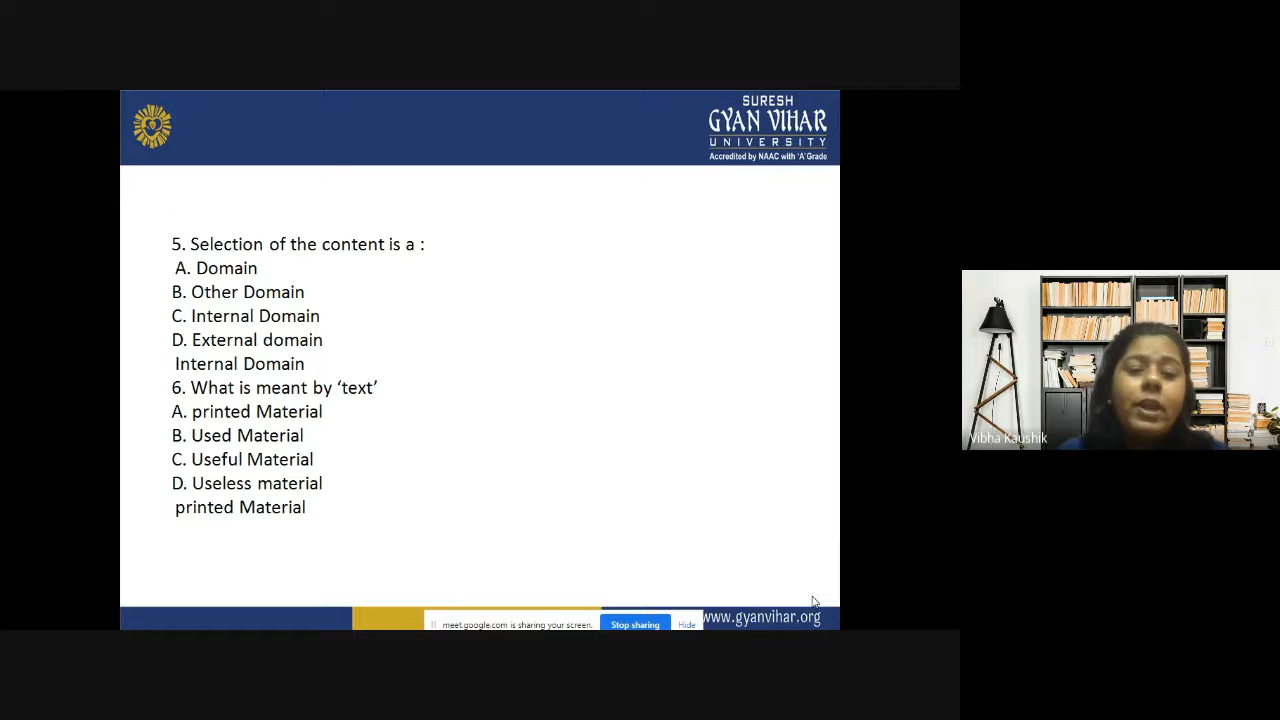 SURESH
GYAN VIHAR
UNIVERSITY
Accredited by NAAC with 'A' Grade
5. Selection of the content is a :
A. Domain
B. Other Domain
C. Internal Domain
D. External domain
Internal Domain
6. What is meant by ‘text’
A. printed Material
B. Used Material
C. Useful Material
D. Useless material
printed Material
Vibha Kaushik
meet.google.com is sharing your screen.
Stop sharing
Hide
www.gyanvihar.org